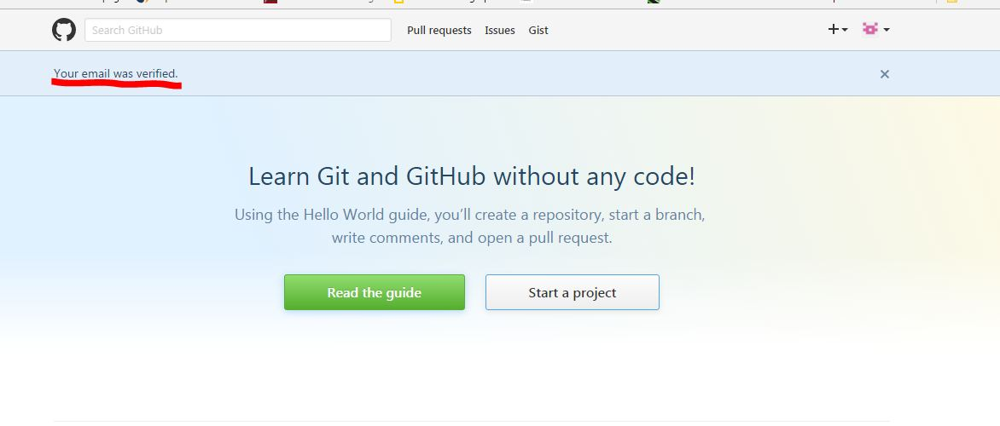 Search GitHub
Pull requests Issues Gist
Your email was verified.
Learn Git and GitHub without any code!
Using the Hello World guide, you’ll create a repository, start a branch,
write comments, and open a pull request.
Read the guide Start a project